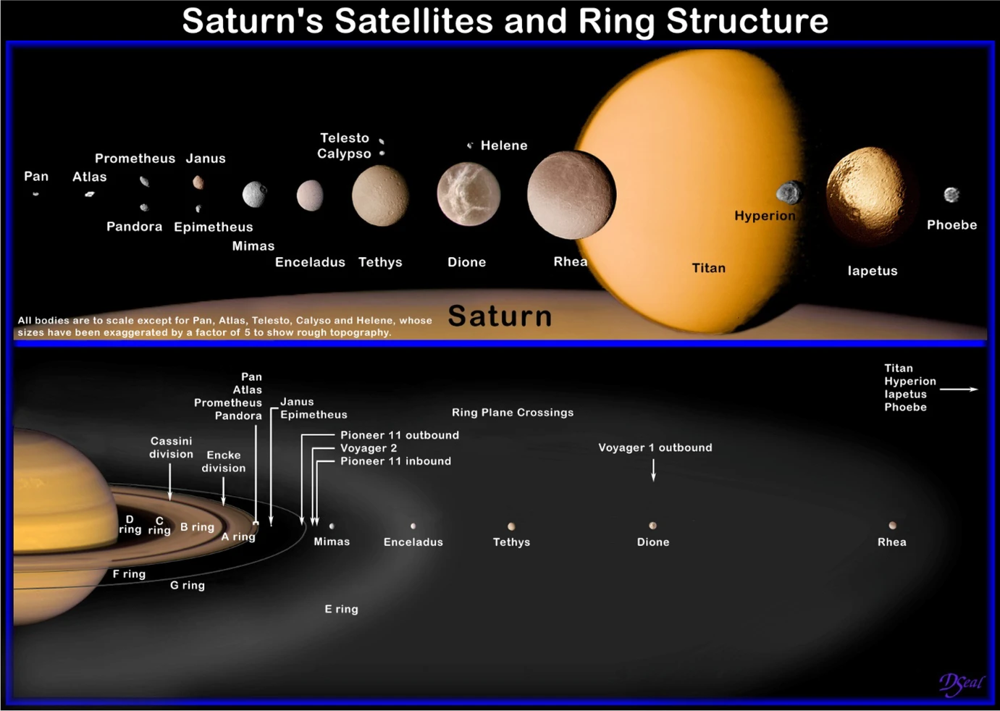 Saturn's Satellites and Ring Structure
Telesto
Calypso
Helene
Prometheus
Janus
Pan
Atlas
Pandora
Epimetheus
Mimas
Enceladus
Tethys
Dione
Rhea
Titan
Hyperion
Iapetus
Phoebe
Saturn
All bodies are to scale except for Pan, Atlas, Telesto, Calyso and Helene, whose
sizes have been exaggerated by a factor of 5 to show rough topography.
Pan
Atlas
Prometheus
Pandora
Janus
Epimetheus
Ring Plane Crossings
Titan
Hyperion
Iapetus
Phoebe
Cassini
division
Encke
division
Pioneer 11 outbound
Voyager 2
Pioneer 11 inbound
Voyager 1 outbound
D
ring
C
ring
B ring
A ring
F ring
G ring
E ring
Mimas
Enceladus
Tethys
Dione
Rhea
DSeal